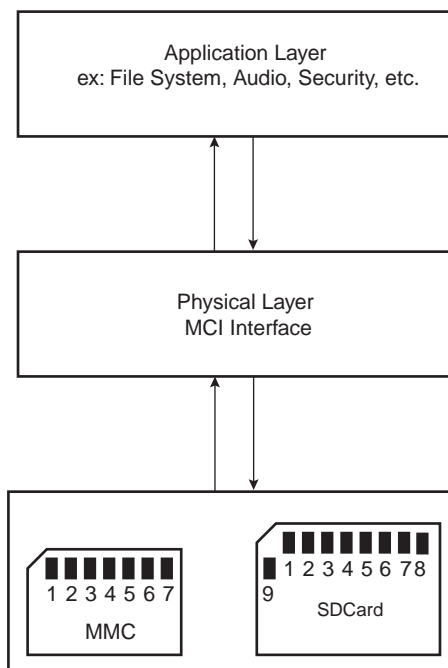 Application Layer
ex: File System, Audio, Security, etc.
Physical Layer
MCI Interface
1 2 3 4 5 6 7
MMC
1 2 3 4 5 6 7 8
9
SDCard